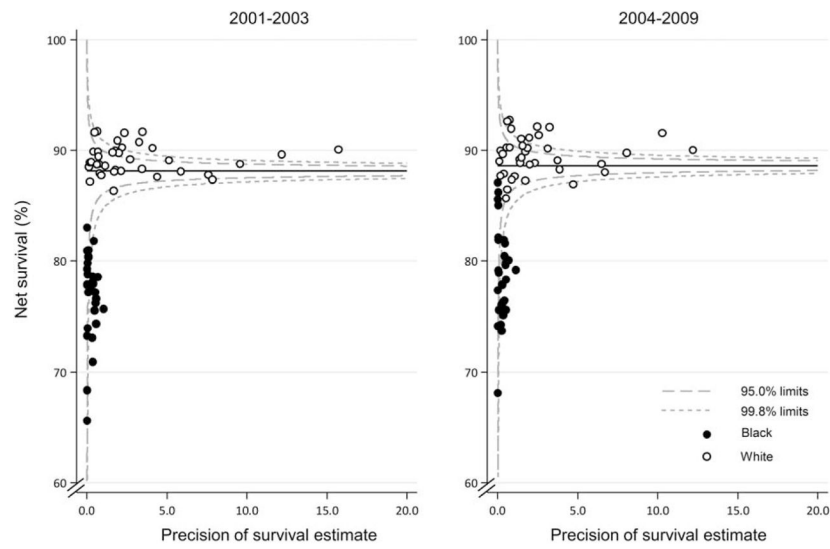 2001-2003
2004-2009
Net survival (%)
100
90
80
70
60
0.0 5.0 10.0 15.0 20.0
Precision of survival estimate
100
90
80
70
60
95.0% limits
99.8% limits
Black
White
0.0 5.0 10.0 15.0 20.0
Precision of survival estimate